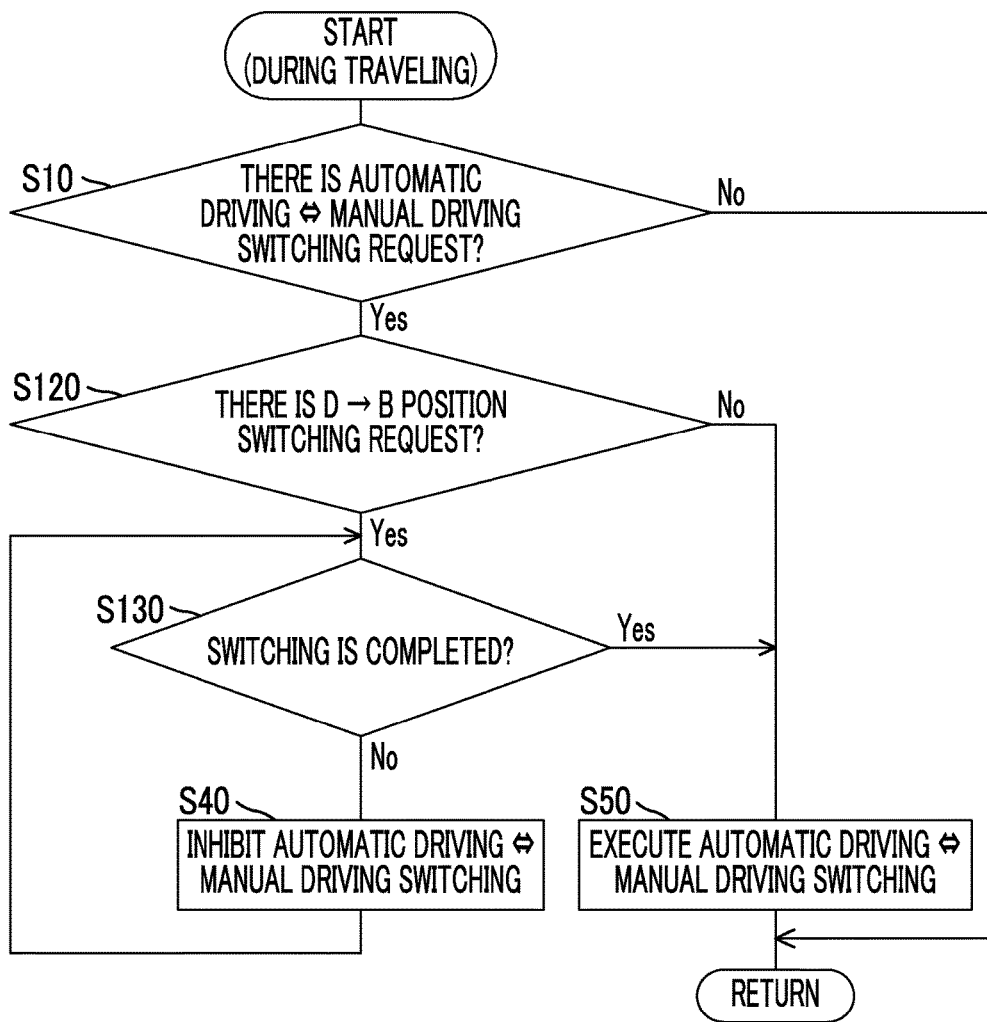 START
(DURING TRAVELING)
S10
THERE IS AUTOMATIC
DRIVING ⇔ MANUAL DRIVING
SWITCHING REQUEST?
No
Yes
S120
THERE IS D → B POSITION
SWITCHING REQUEST?
No
Yes
S130
SWITCHING IS COMPLETED?
Yes
No
S40
INHIBIT AUTOMATIC DRIVING ⇔
MANUAL DRIVING SWITCHING
S50
EXECUTE AUTOMATIC DRIVING ⇔
MANUAL DRIVING SWITCHING
RETURN